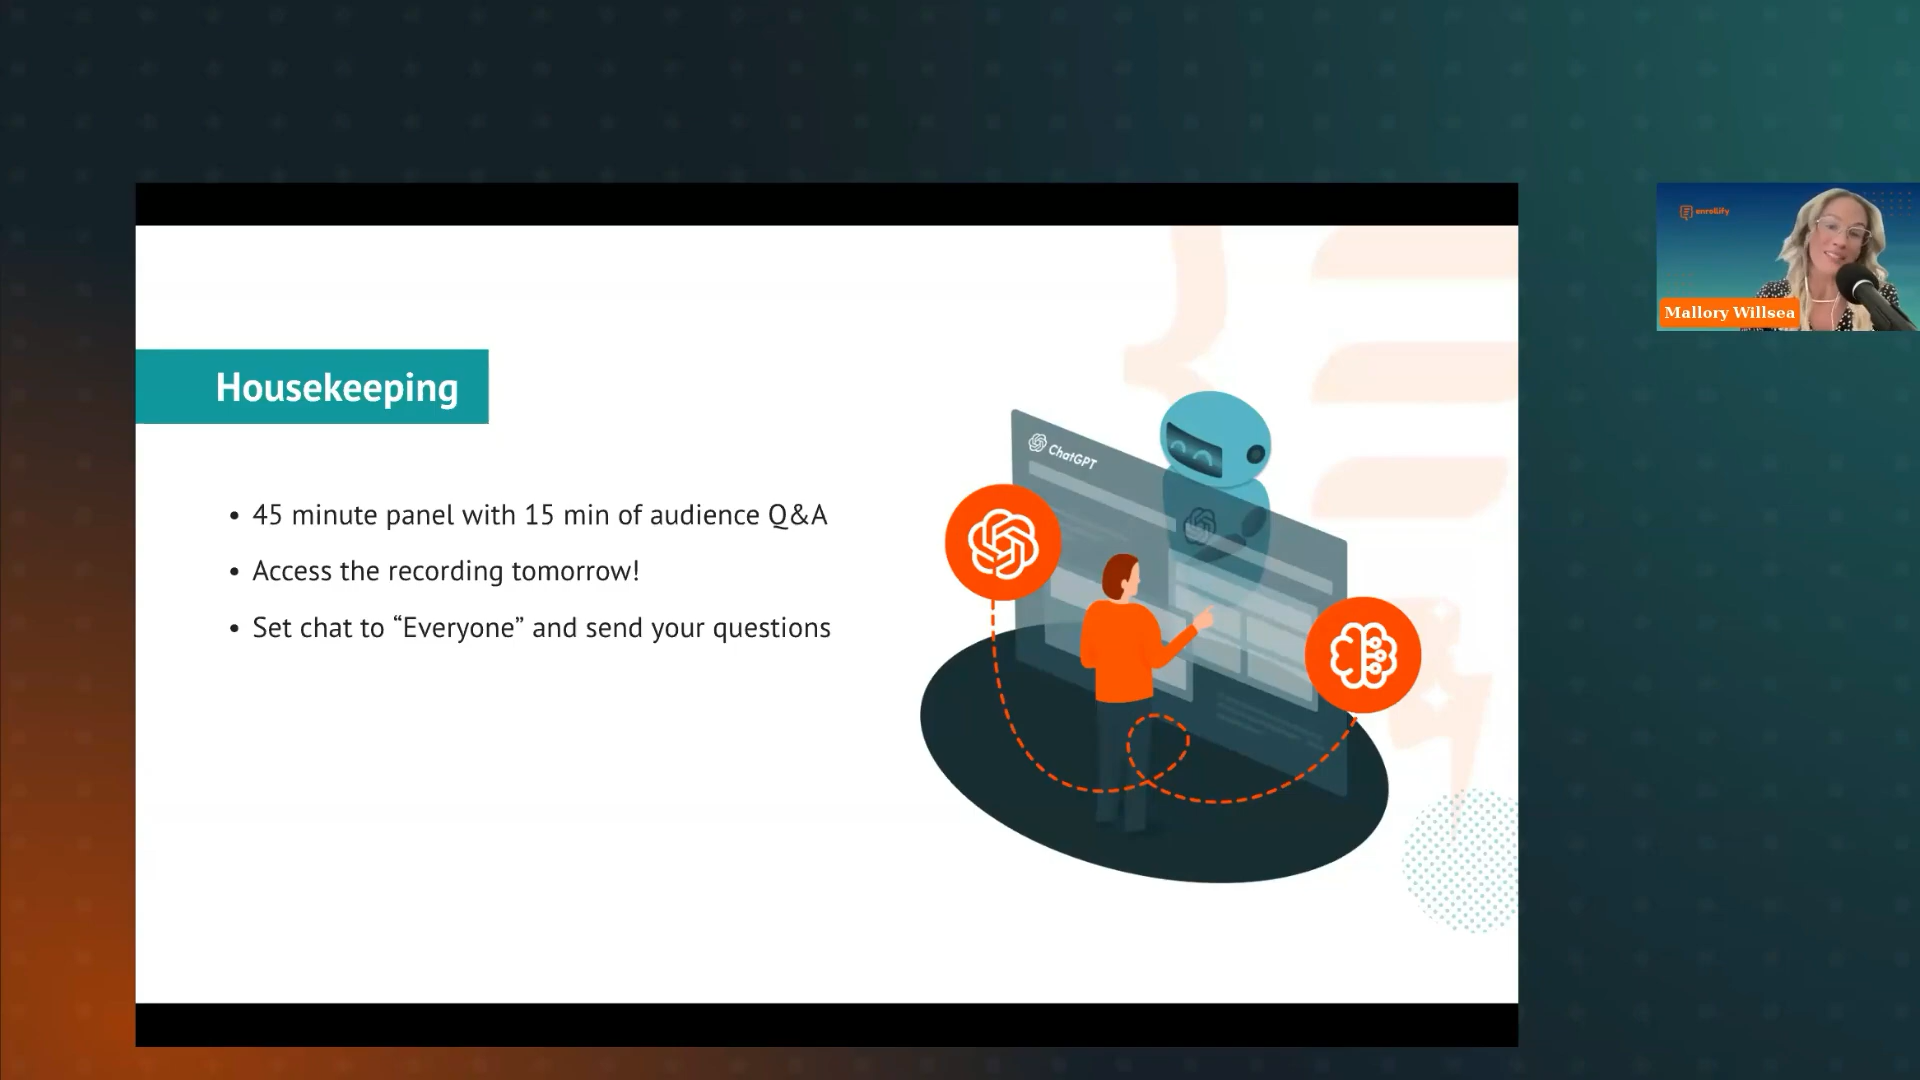 Housekeeping
• 45 minute panel with 15 min of audience Q&A
• Access the recording tomorrow!
• Set chat to “Everyone” and send your questions
ChatGPT
enrollify
Mallory Willsea